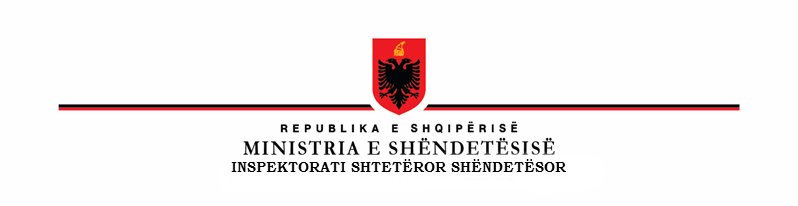 REPUBLIKA E SHQIPËRISË
MINISTRIA E SHËNDETËSISË
INSPEKTORATI SHTETËROR SHËNDETËSOR